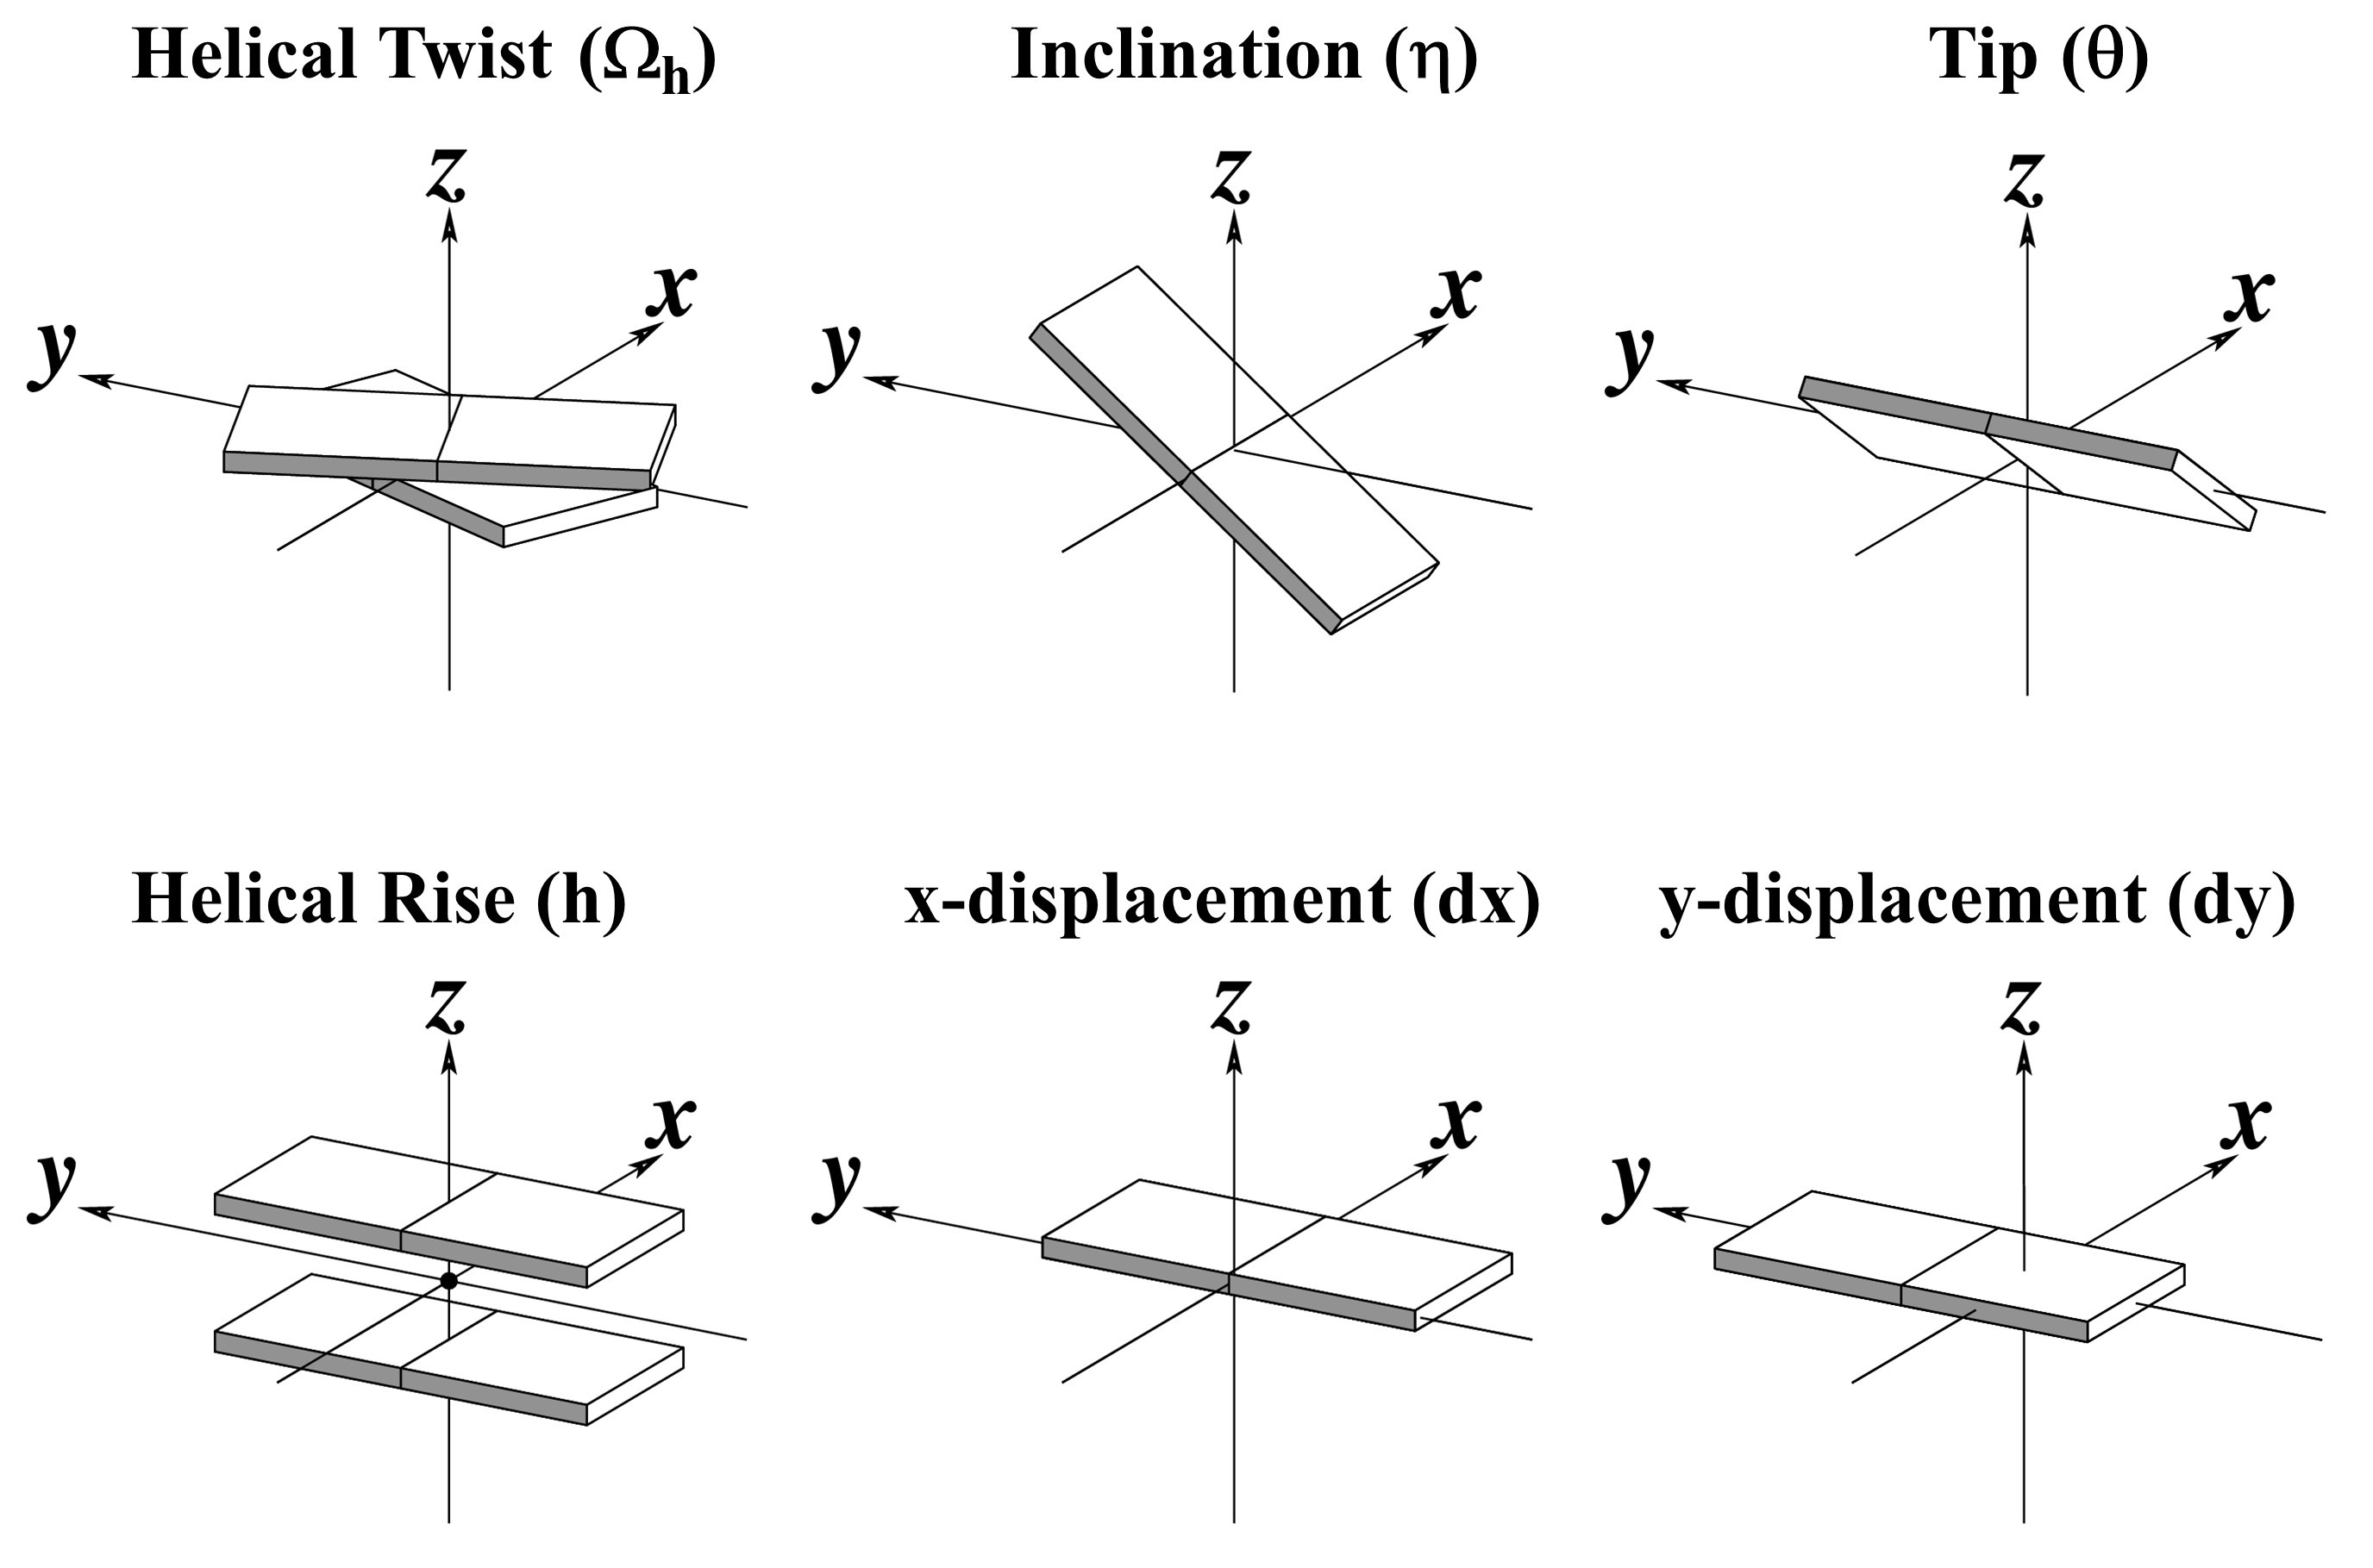 Helical Twist (Ωh)
Inclination (η)
Tip (θ)
z
x
y
z
x
y
z
x
y
Helical Rise (h)
x-displacement (dx)
y-displacement (dy)
z
x
y
z
x
y
z
x
y